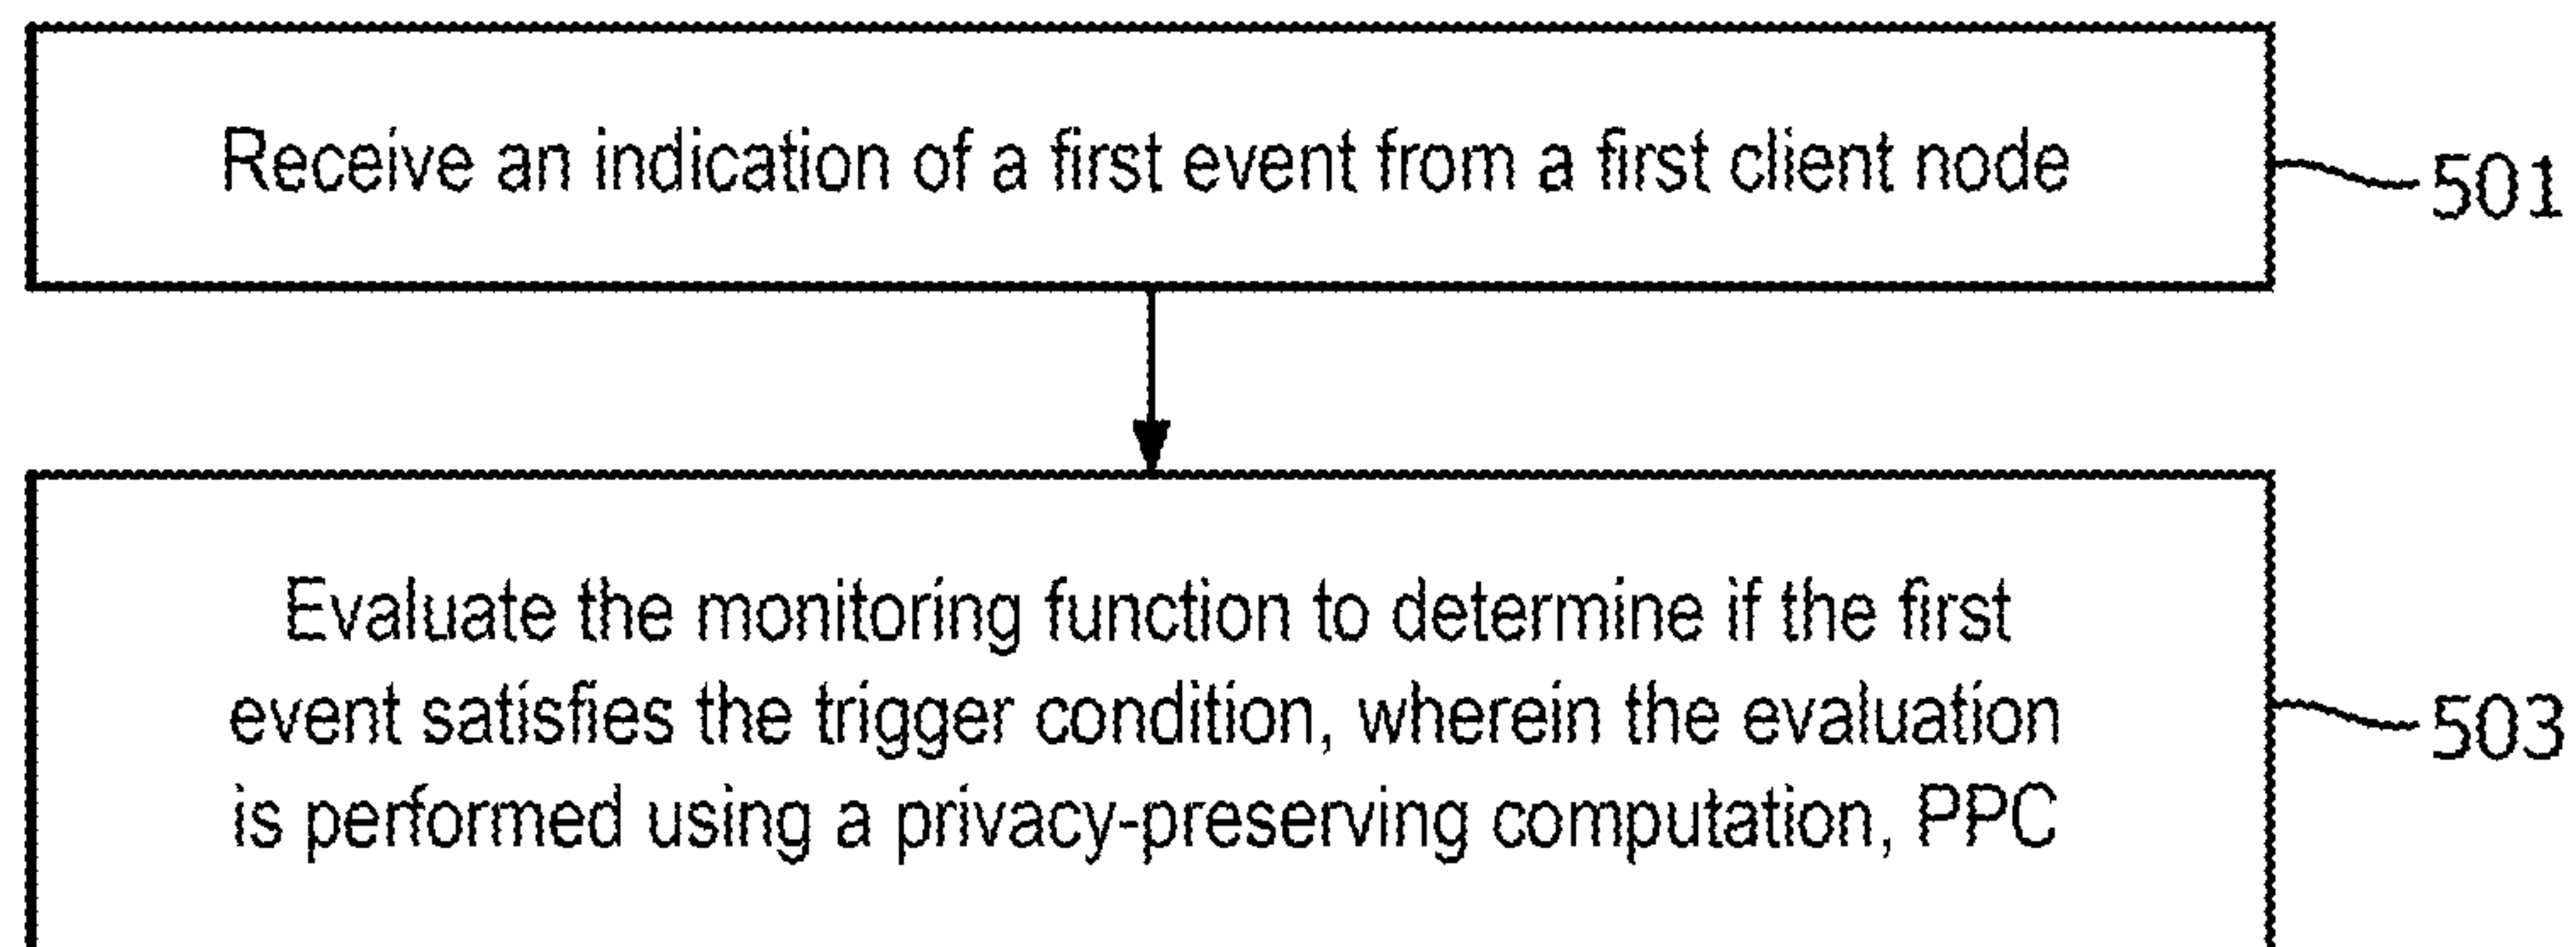 Receive an indication of a first event from a first client node
501
Evaluate the monitoring function to determine if the first
event satisfies the trigger condition, wherein the evaluation
is performed using a privacy-preserving computation, PPC
503